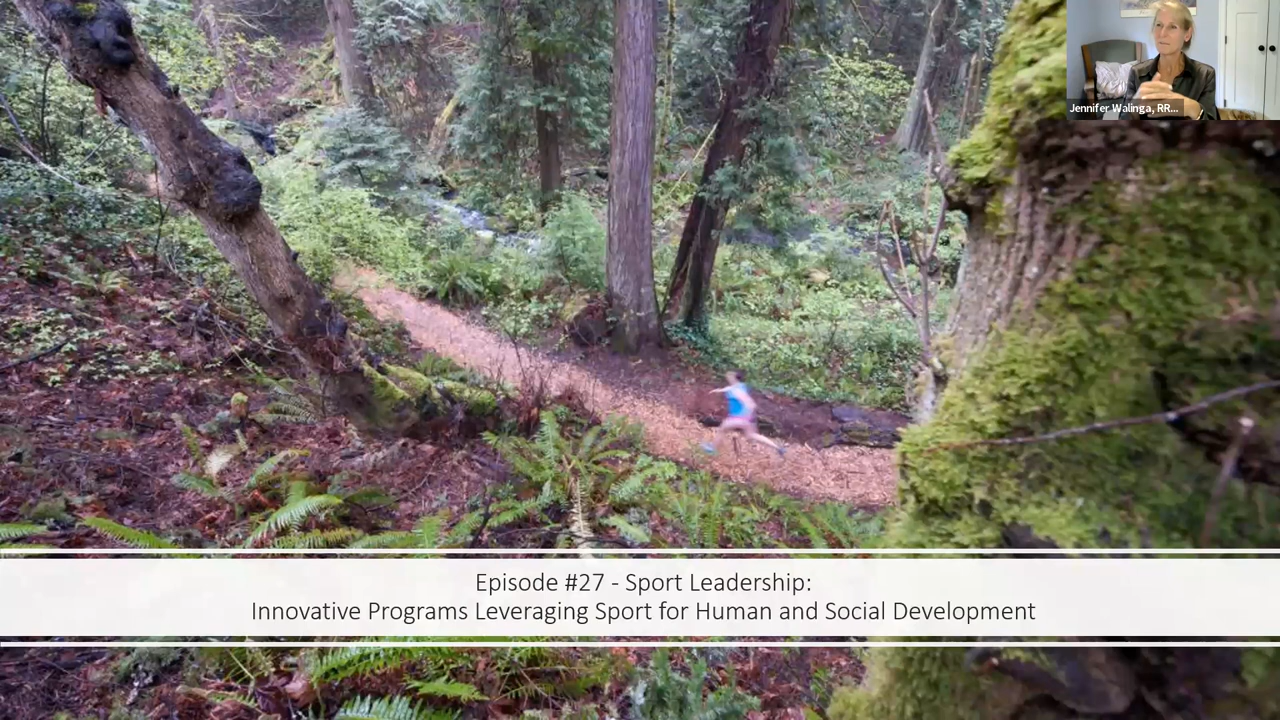 Jennifer Walinga, RR...
Episode #27 - Sport Leadership:
Innovative Programs Leveraging Sport for Human and Social Development